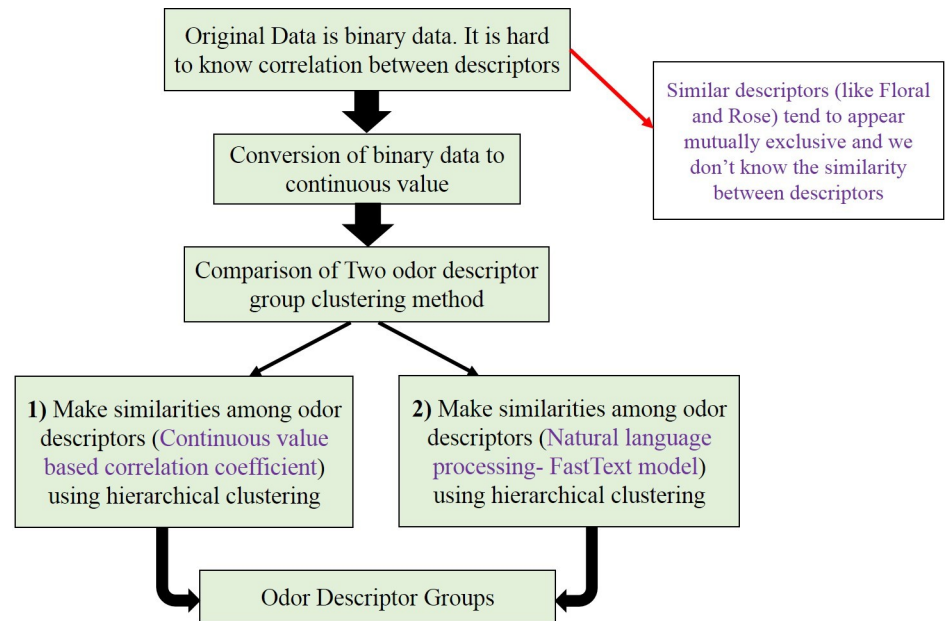 Original Data is binary data. It is hard
to know correlation between descriptors
Similar descriptors (like Floral
and Rose) tend to appear
mutually exclusive and we
don’t know the similarity
between descriptors
Conversion of binary data to
continuous value
Comparison of Two odor descriptor
group clustering method
1) Make similarities among odor
descriptors (Continuous value
based correlation coefficient)
using hierarchical clustering
2) Make similarities among odor
descriptors (Natural language
processing- FastText model)
using hierarchical clustering
Odor Descriptor Groups